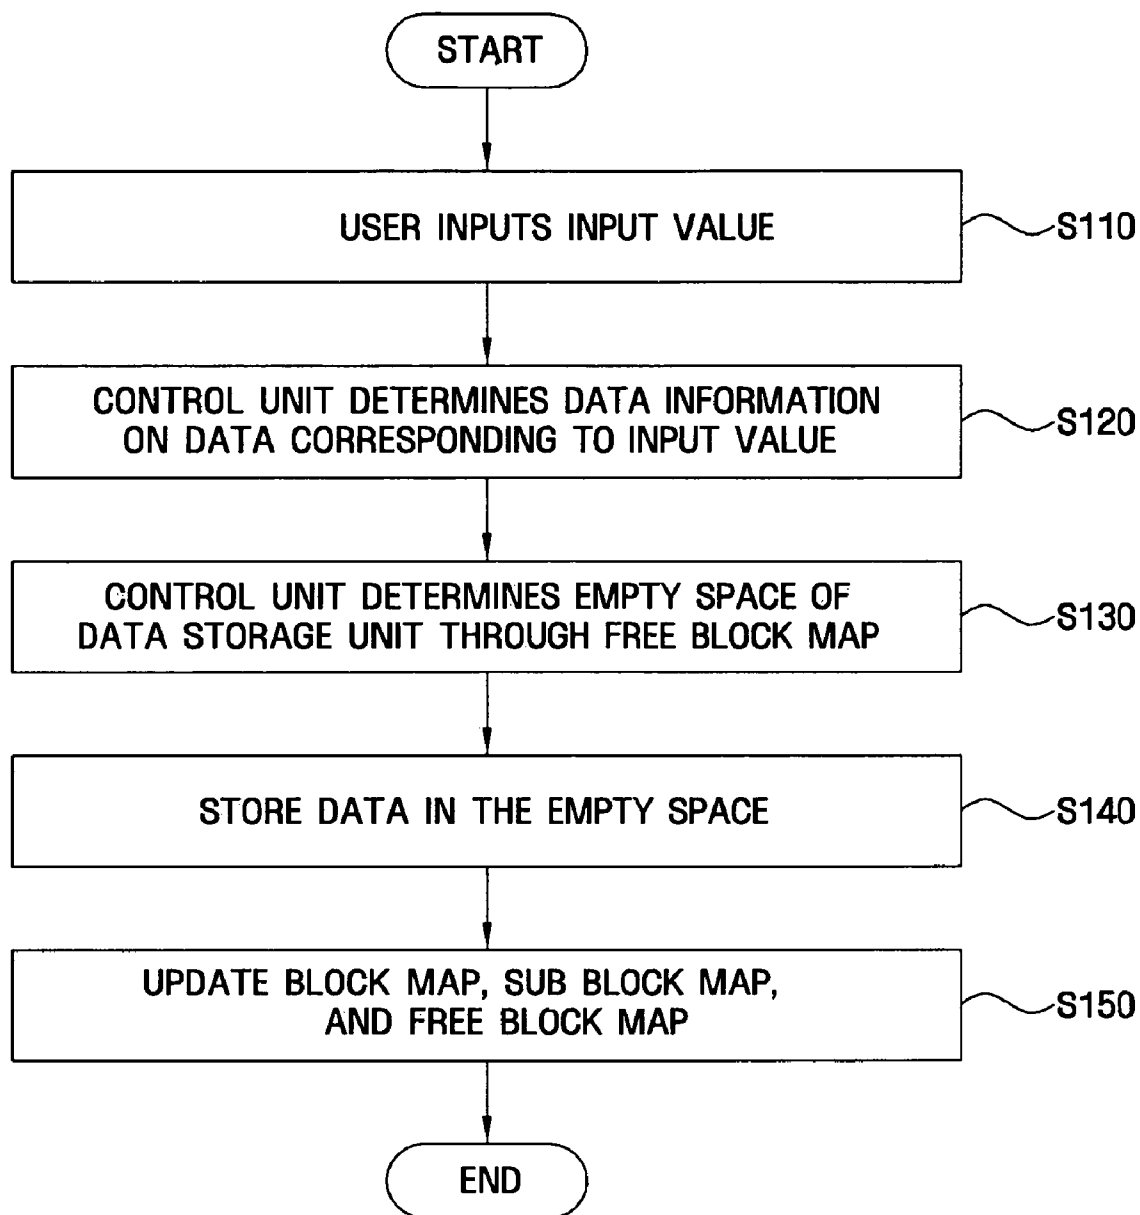 START
USER INPUTS INPUT VALUE
S110
CONTROL UNIT DETERMINES DATA INFORMATION
ON DATA CORRESPONDING TO INPUT VALUE
S120
CONTROL UNIT DETERMINES EMPTY SPACE OF
DATA STORAGE UNIT THROUGH FREE BLOCK MAP
S130
STORE DATA IN THE EMPTY SPACE
S140
UPDATE BLOCK MAP, SUB BLOCK MAP,
AND FREE BLOCK MAP
S150
END